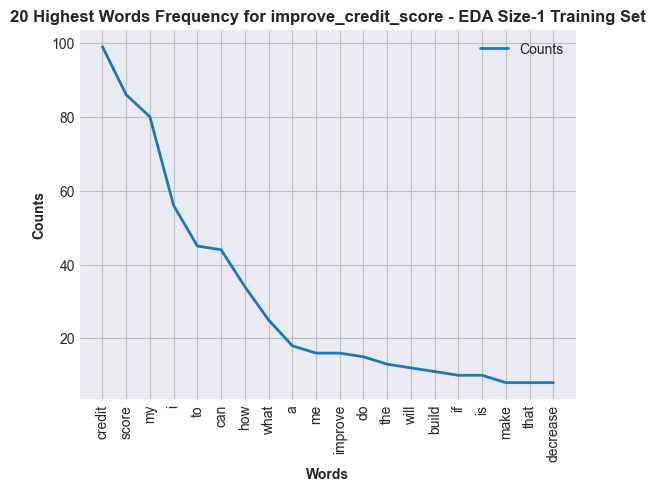 20 Highest Words Frequency for improve_credit_score - EDA Size-1 Training Set
Counts
100
80
60
40
20
Counts
credit
score
my
i
to
can
how
what
a
me
improve
do
the
will
build
if
is
make
that
decrease
Words